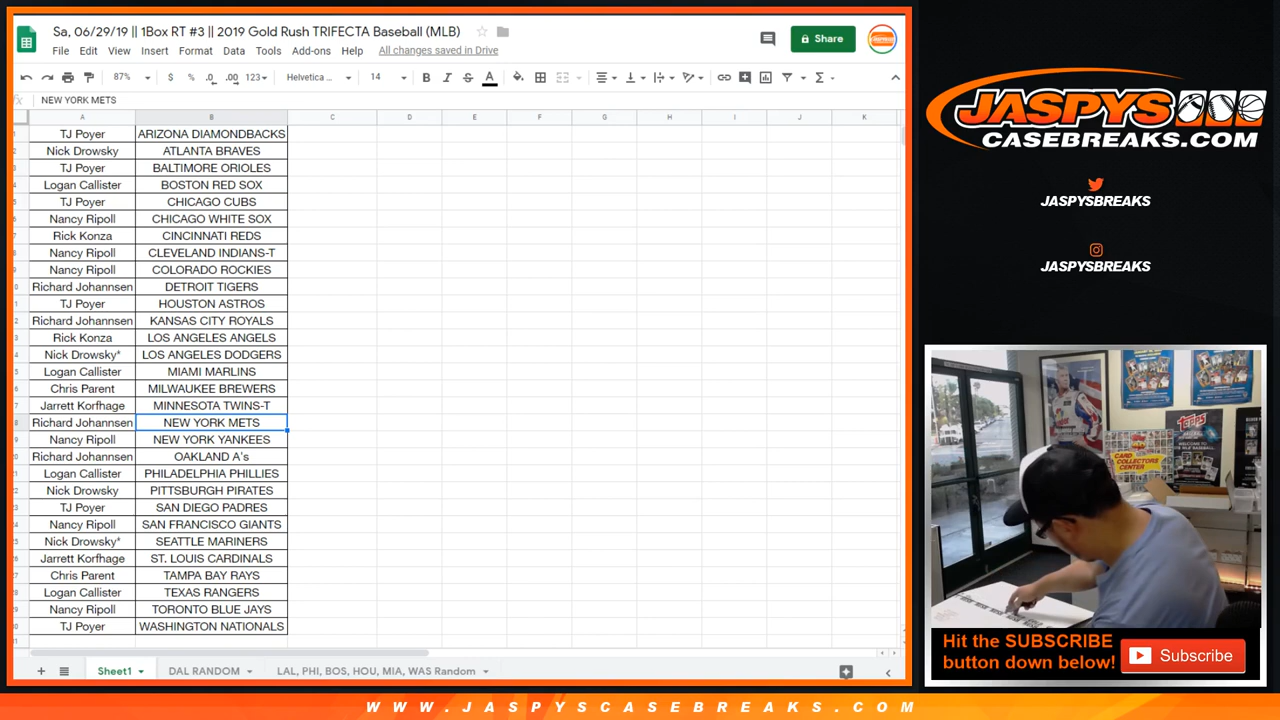 Sa, 06/29/19 || 1Box RT #3 || 2019 Gold Rush TRIFECTA Baseball (MLB)
File Edit View Insert Format Data Tools Add-ons Help All changes saved in Drive
Share
87% $ % .0 .00 123 Helvetica... 14 B I S A
fx NEW YORK METS
A B C D E F G H I J K
TJ Poyer ARIZONA DIAMONDBACKS
Nick Drowsky ATLANTA BRAVES
TJ Poyer BALTIMORE ORIOLES
Logan Callister BOSTON RED SOX
TJ Poyer CHICAGO CUBS
Nancy Ripoll CHICAGO WHITE SOX
Rick Konza CINCINNATI REDS
Nancy Ripoll CLEVELAND INDIANS-T
Nancy Ripoll COLORADO ROCKIES
Richard Johannsen DETROIT TIGERS
TJ Poyer HOUSTON ASTROS
Richard Johannsen KANSAS CITY ROYALS
Rick Konza LOS ANGELES ANGELS
Nick Drowsky* LOS ANGELES DODGERS
Logan Callister MIAMI MARLINS
Chris Parent MILWAUKEE BREWERS
Jarrett Korfhage MINNESOTA TWINS-T
Richard Johannsen NEW YORK METS
Nancy Ripoll NEW YORK YANKEES
Richard Johannsen OAKLAND A's
Logan Callister PHILADELPHIA PHILLIES
Nick Drowsky PITTSBURGH PIRATES
TJ Poyer SAN DIEGO PADRES
Nancy Ripoll SAN FRANCISCO GIANTS
Nick Drowsky* SEATTLE MARINERS
Jarrett Korfhage ST. LOUIS CARDINALS
Chris Parent TAMPA BAY RAYS
Logan Callister TEXAS RANGERS
Nancy Ripoll TORONTO BLUE JAYS
TJ Poyer WASHINGTON NATIONALS
Sheet1 DAL RANDOM LAL, PHI, BOS, HOU, MIA, WAS Random
JASPYS
CASEBREAKS.COM
JASPYSBREAKS
JASPYSBREAKS
CARD
COLLECTORS
CENTER
TOPPS
Hit the SUBSCRIBE
button down below!
Subscribe
WWW.JASPYSCASEBREAKS.COM